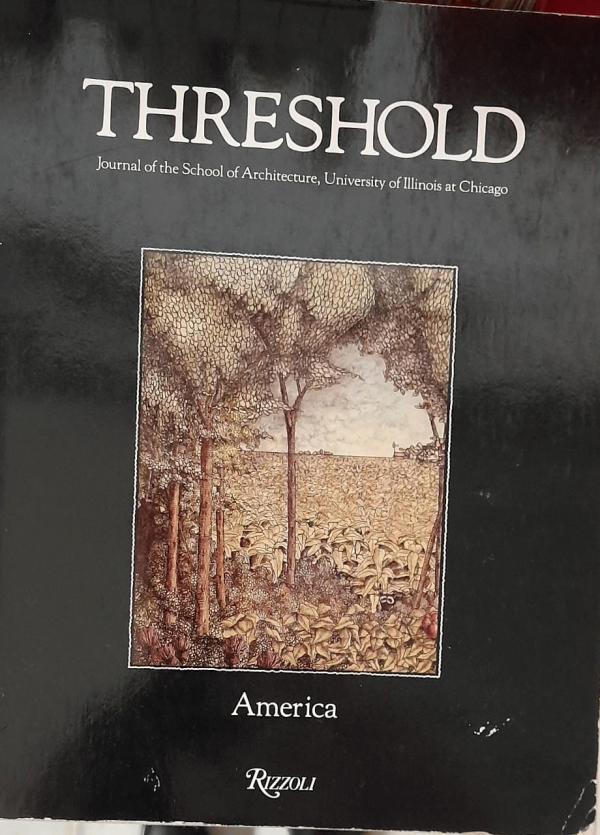 THRESHOLD
Journal of the School of Architecture, University of Illinois at Chicago
America
RIZZOLI